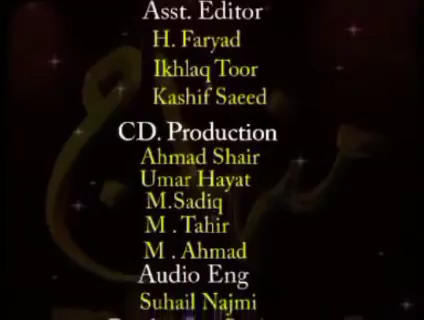 Asst. Editor
H. Faryad
Ikhlaq Toor
Kashif Saeed
CD. Production
Ahmad Shair
Umar Hayat
M.Sadiq
M . Tahir
M . Ahmad
Audio Eng
Suhail Najmi